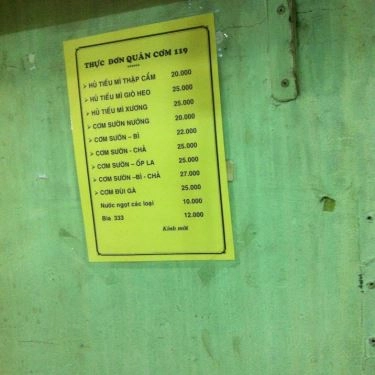 THỰC ĐƠN QUÁN CƠM 119
➢ HỦ TIẾU MÌ THẬP CẨM 20.000
➢ HỦ TIẾU MÌ GIÒ HEO 25.000
➢ HỦ TIẾU MÌ XƯƠNG 25.000
➢ CƠM SƯỜN NƯỚNG 20.000
➢ CƠM SƯỜN – BÌ 22.000
➢ CƠM SƯỜN - CHẢ 25.000
➢ CƠM SƯỜN – ỐP LA 25.000
➢ CƠM SƯỜN –BÌ - CHẢ 27.000
➢ CƠM ĐÙI GÀ 25.000
Nước ngọt các loại 10.000
Bia 333 12.000
Kính mời